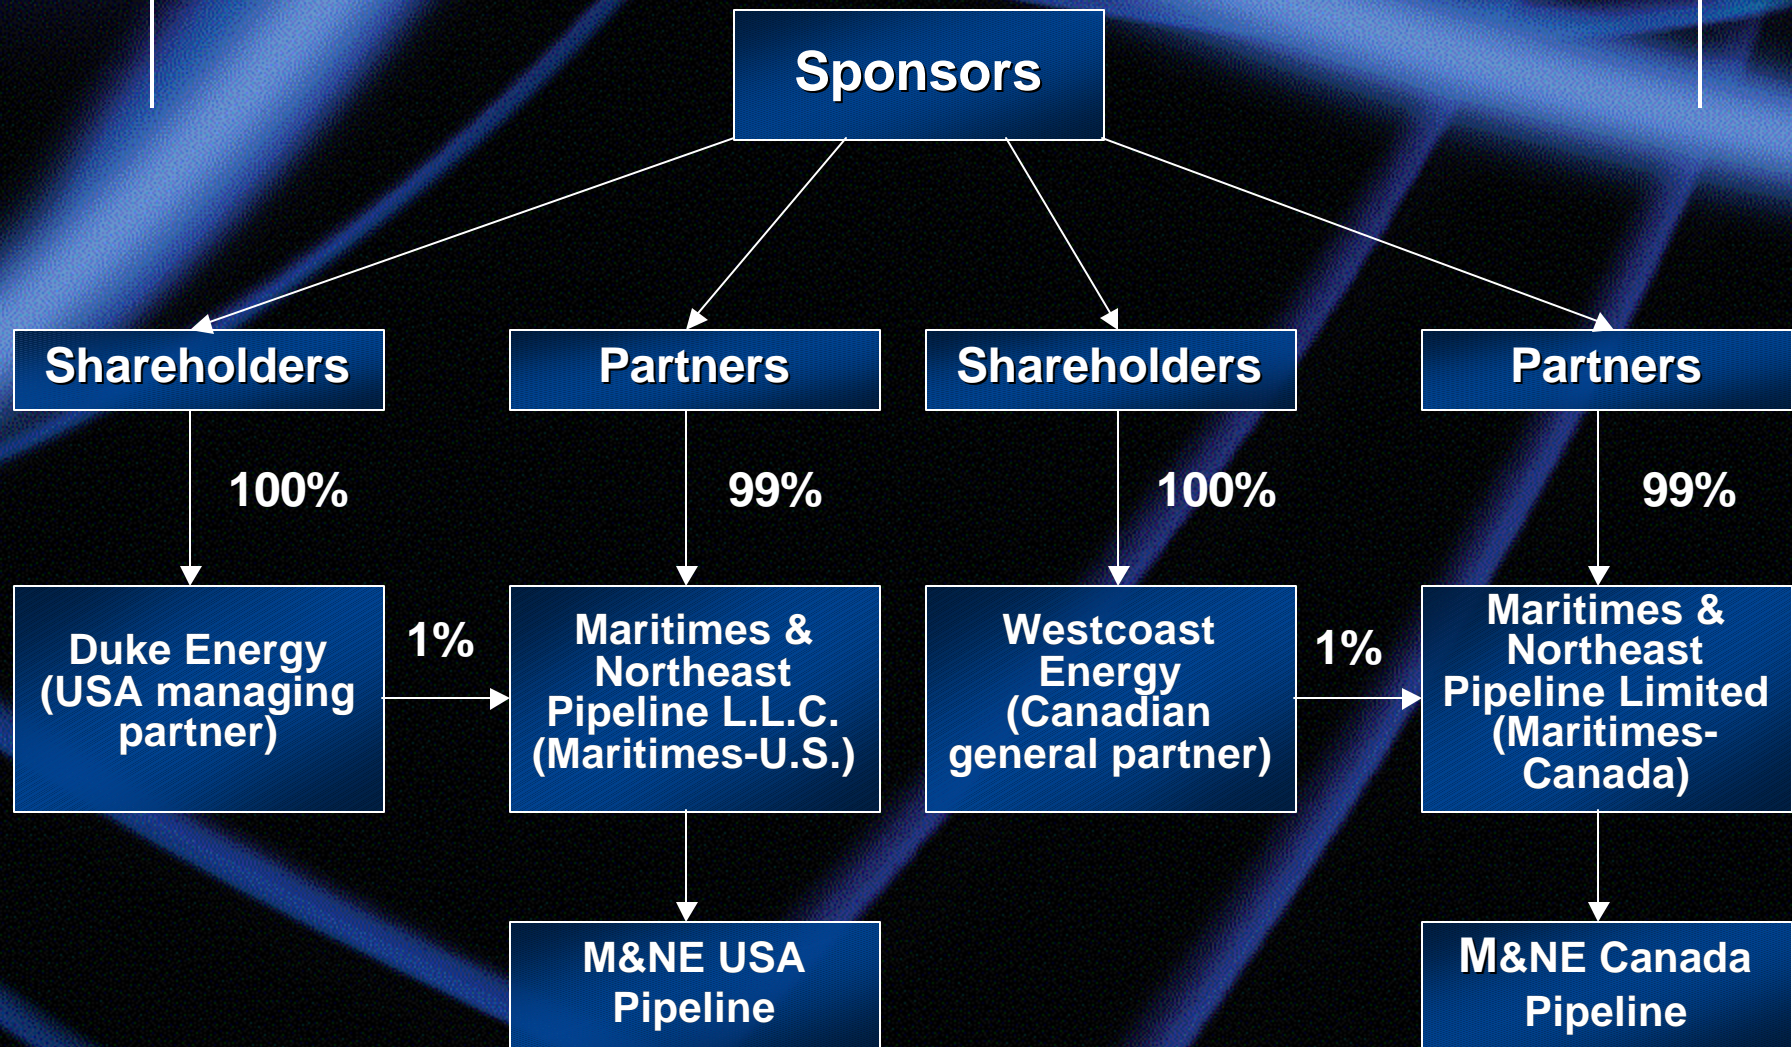 Sponsors
Shareholders
Partners
Shareholders
Partners
100%
99%
100%
99%
Duke Energy
(USA managing
partner)
1%
Maritimes &
Northeast
Pipeline L.L.C.
(Maritimes-U.S.)
Westcoast
Energy
(Canadian
general partner)
1%
Maritimes &
Northeast
Pipeline Limited
(Maritimes-
Canada)
M&NE USA
Pipeline
M&NE Canada
Pipeline